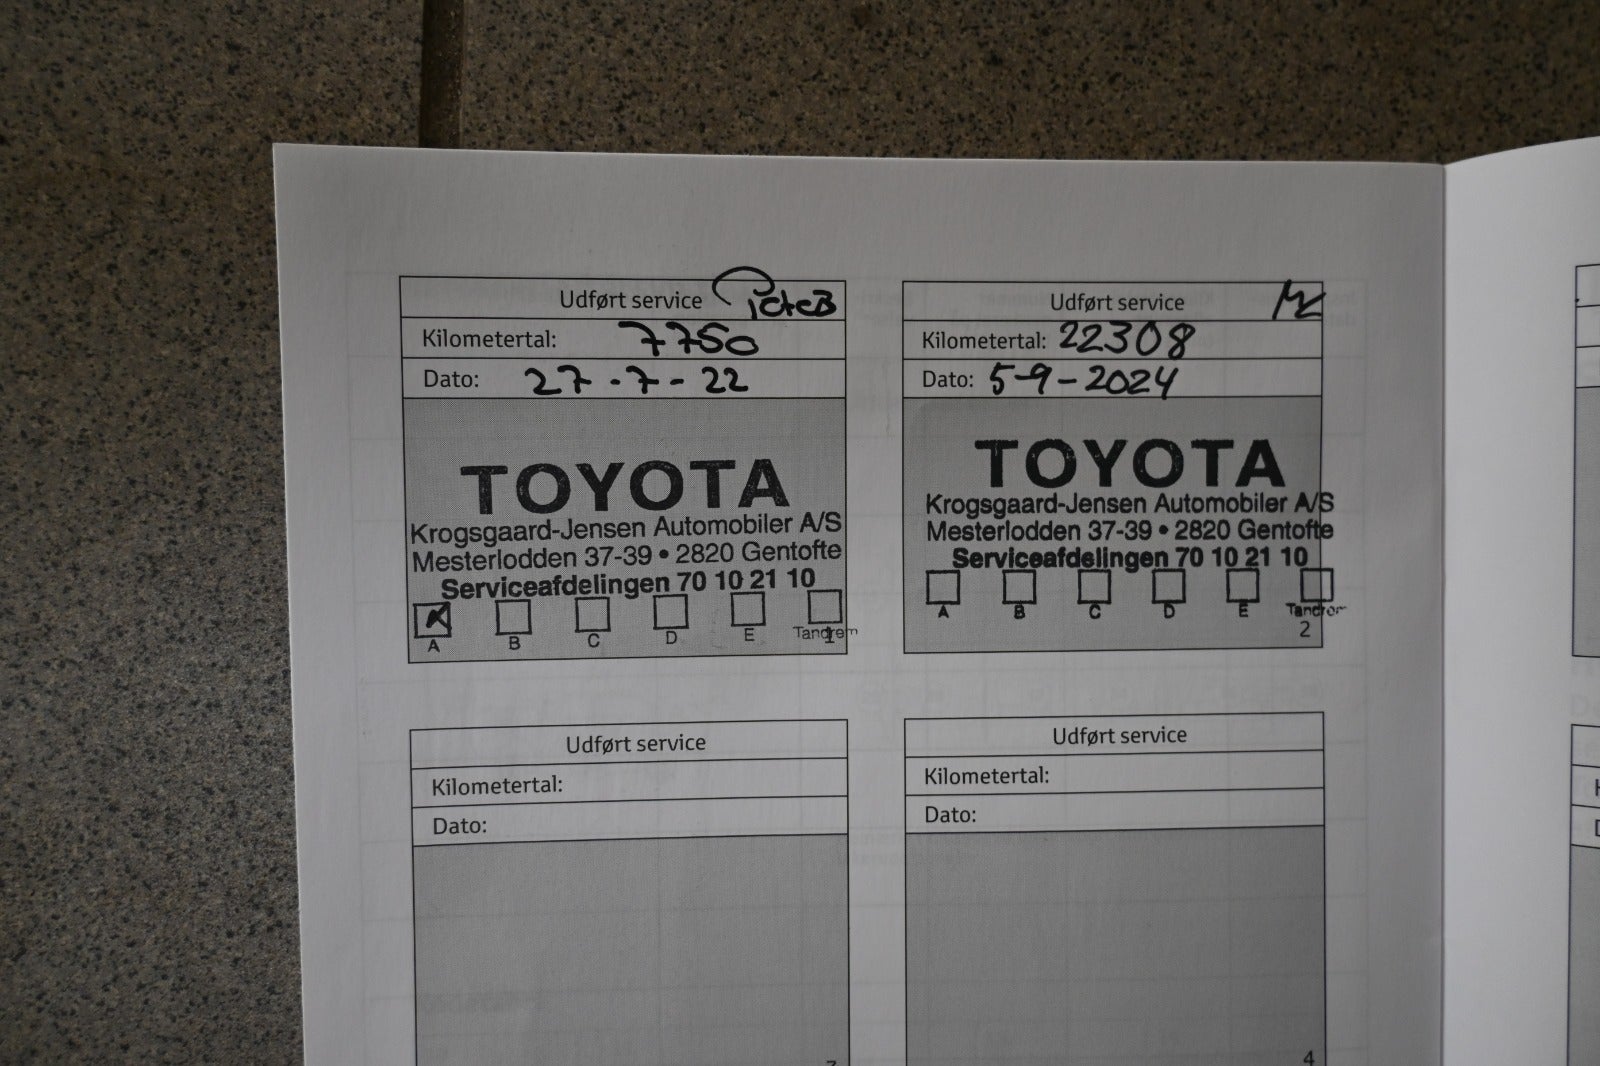 Udført service PeteB
Kilometertal: 7750
Dato: 27-7-22
TOYOTA
Krogsgaard-Jensen Automobiler A/S
Mesterlodden 37-39 • 2820 Gentofte
Serviceafdelingen 70 10 21 10
A B C D E Tandrem
1
Udført service
Kilometertal: 22308
Dato: 5-9-2024
TOYOTA
Krogsgaard-Jensen Automobiler A/S
Mesterlodden 37-39 • 2820 Gentofte
Serviceafdelingen 70 10 21 10
A B C D E Tandrem
2
Udført service
Kilometertal:
Dato:
3
Udført service
Kilometertal:
Dato:
4